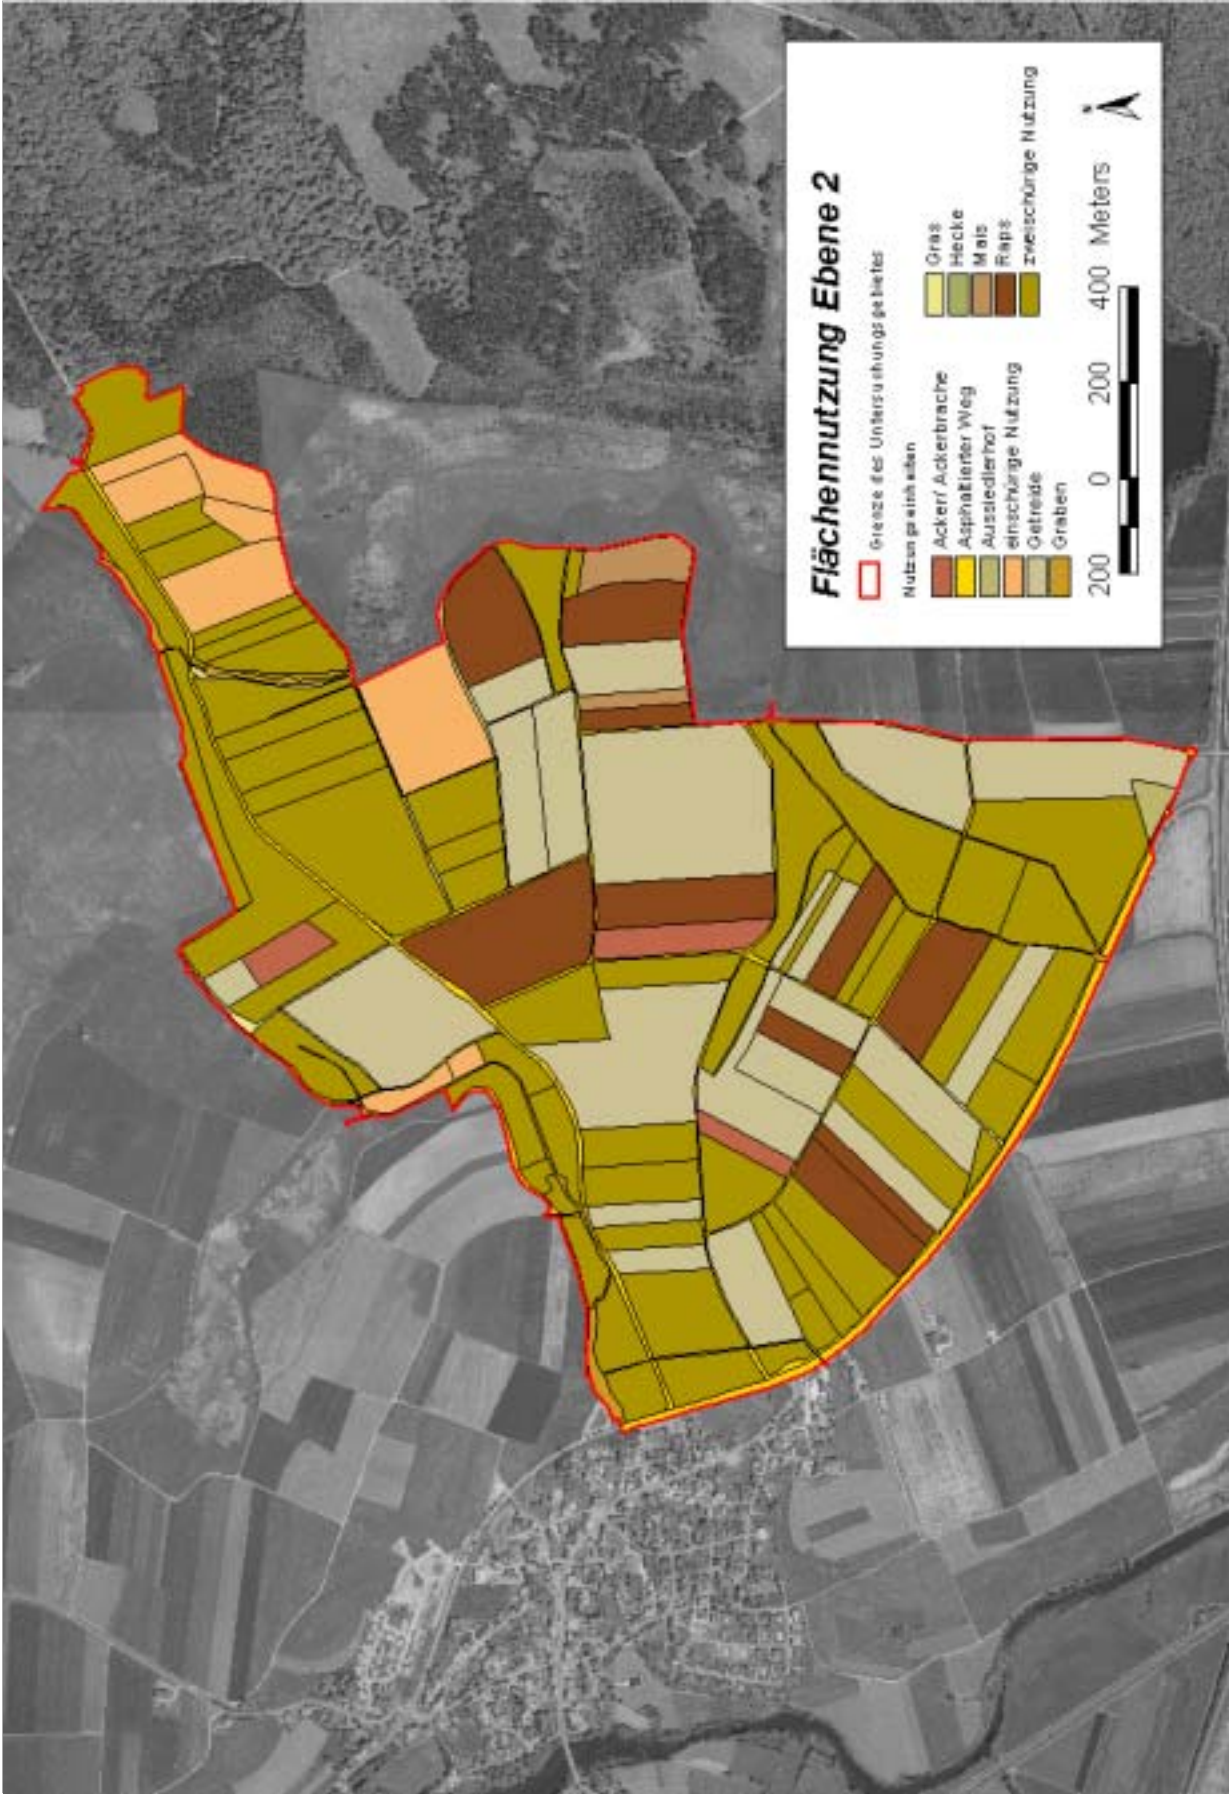 Flächennutzung Ebene 2
Grenze des Untersuchungsgebietes
Nutzungseinheiten
Acker/ Ackerbrache
Asphaltierter Weg
Aussiedlerhof
einschürige Nutzung
Getreide
Graben
Gras
Hecke
Mais
Raps
zweischürige Nutzung
200 0 200 400 Meters
N